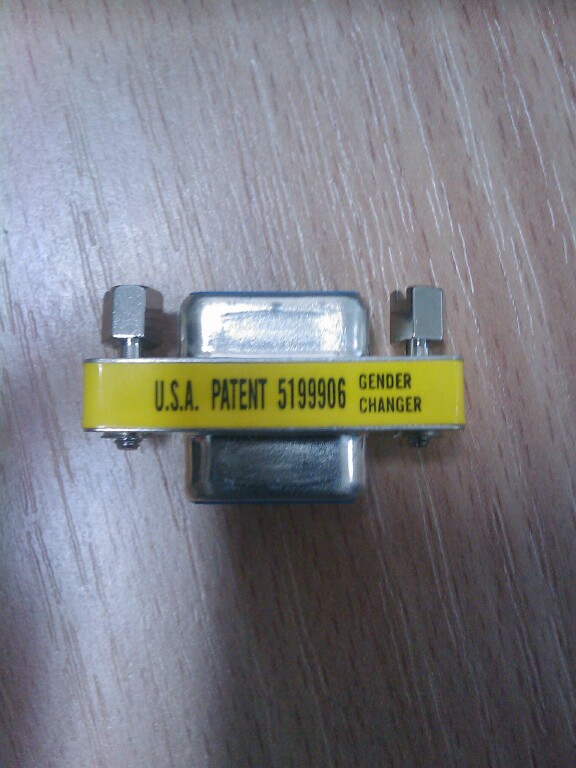 U.S.A. PATENT 5199906
GENDER
CHANGER